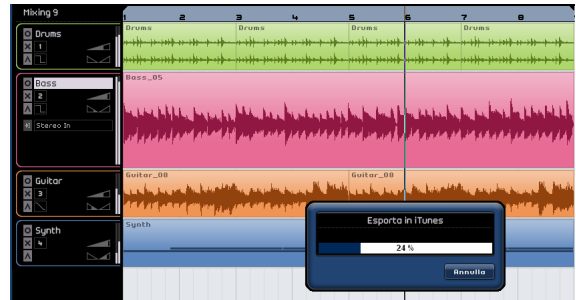 Mixing 9
1 2 3 4 5 6 7 8
Drums
Drums Drums Drums Drums
1
Bass
Bass_05
2
Stereo In
Guitar
Guitar_08 Guitar_08
3
Synth
Synth
4
Esporta in iTunes
24 %
Annulla